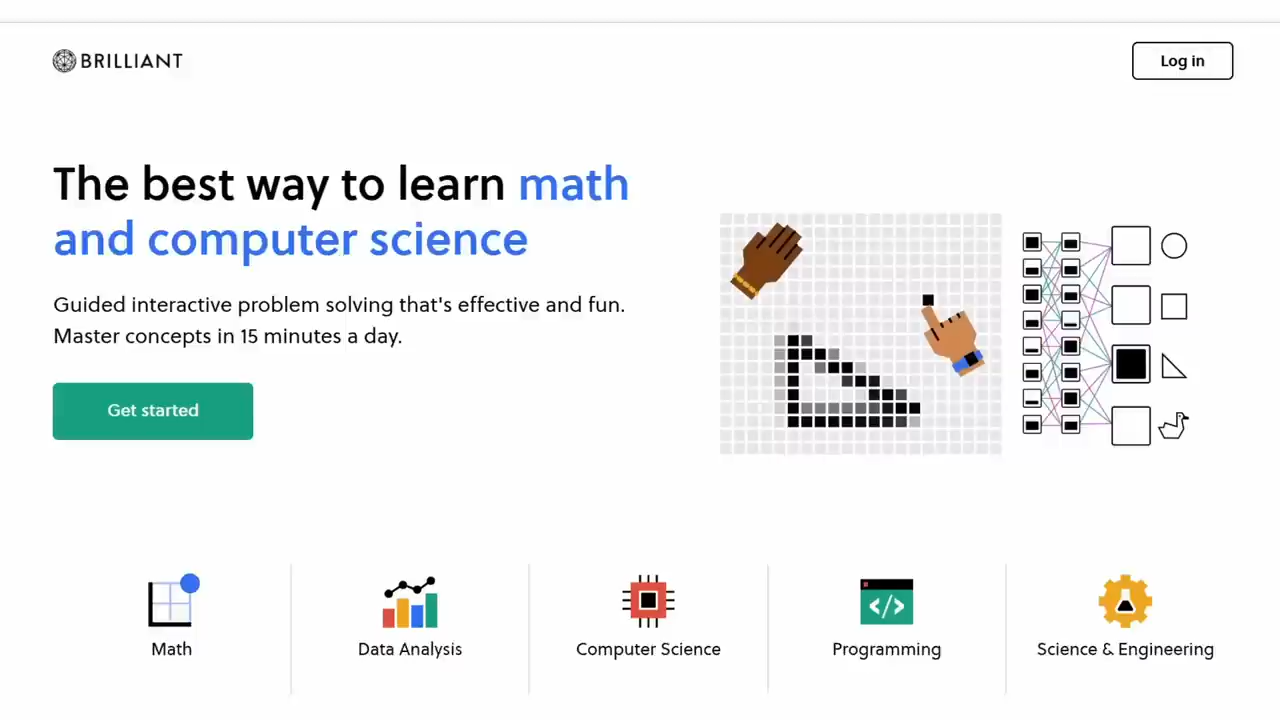 BRILLIANT
Log in
The best way to learn math
and computer science
Guided interactive problem solving that's effective and fun.
Master concepts in 15 minutes a day.
Get started
Math
Data Analysis
Computer Science
</>
Programming
Science & Engineering